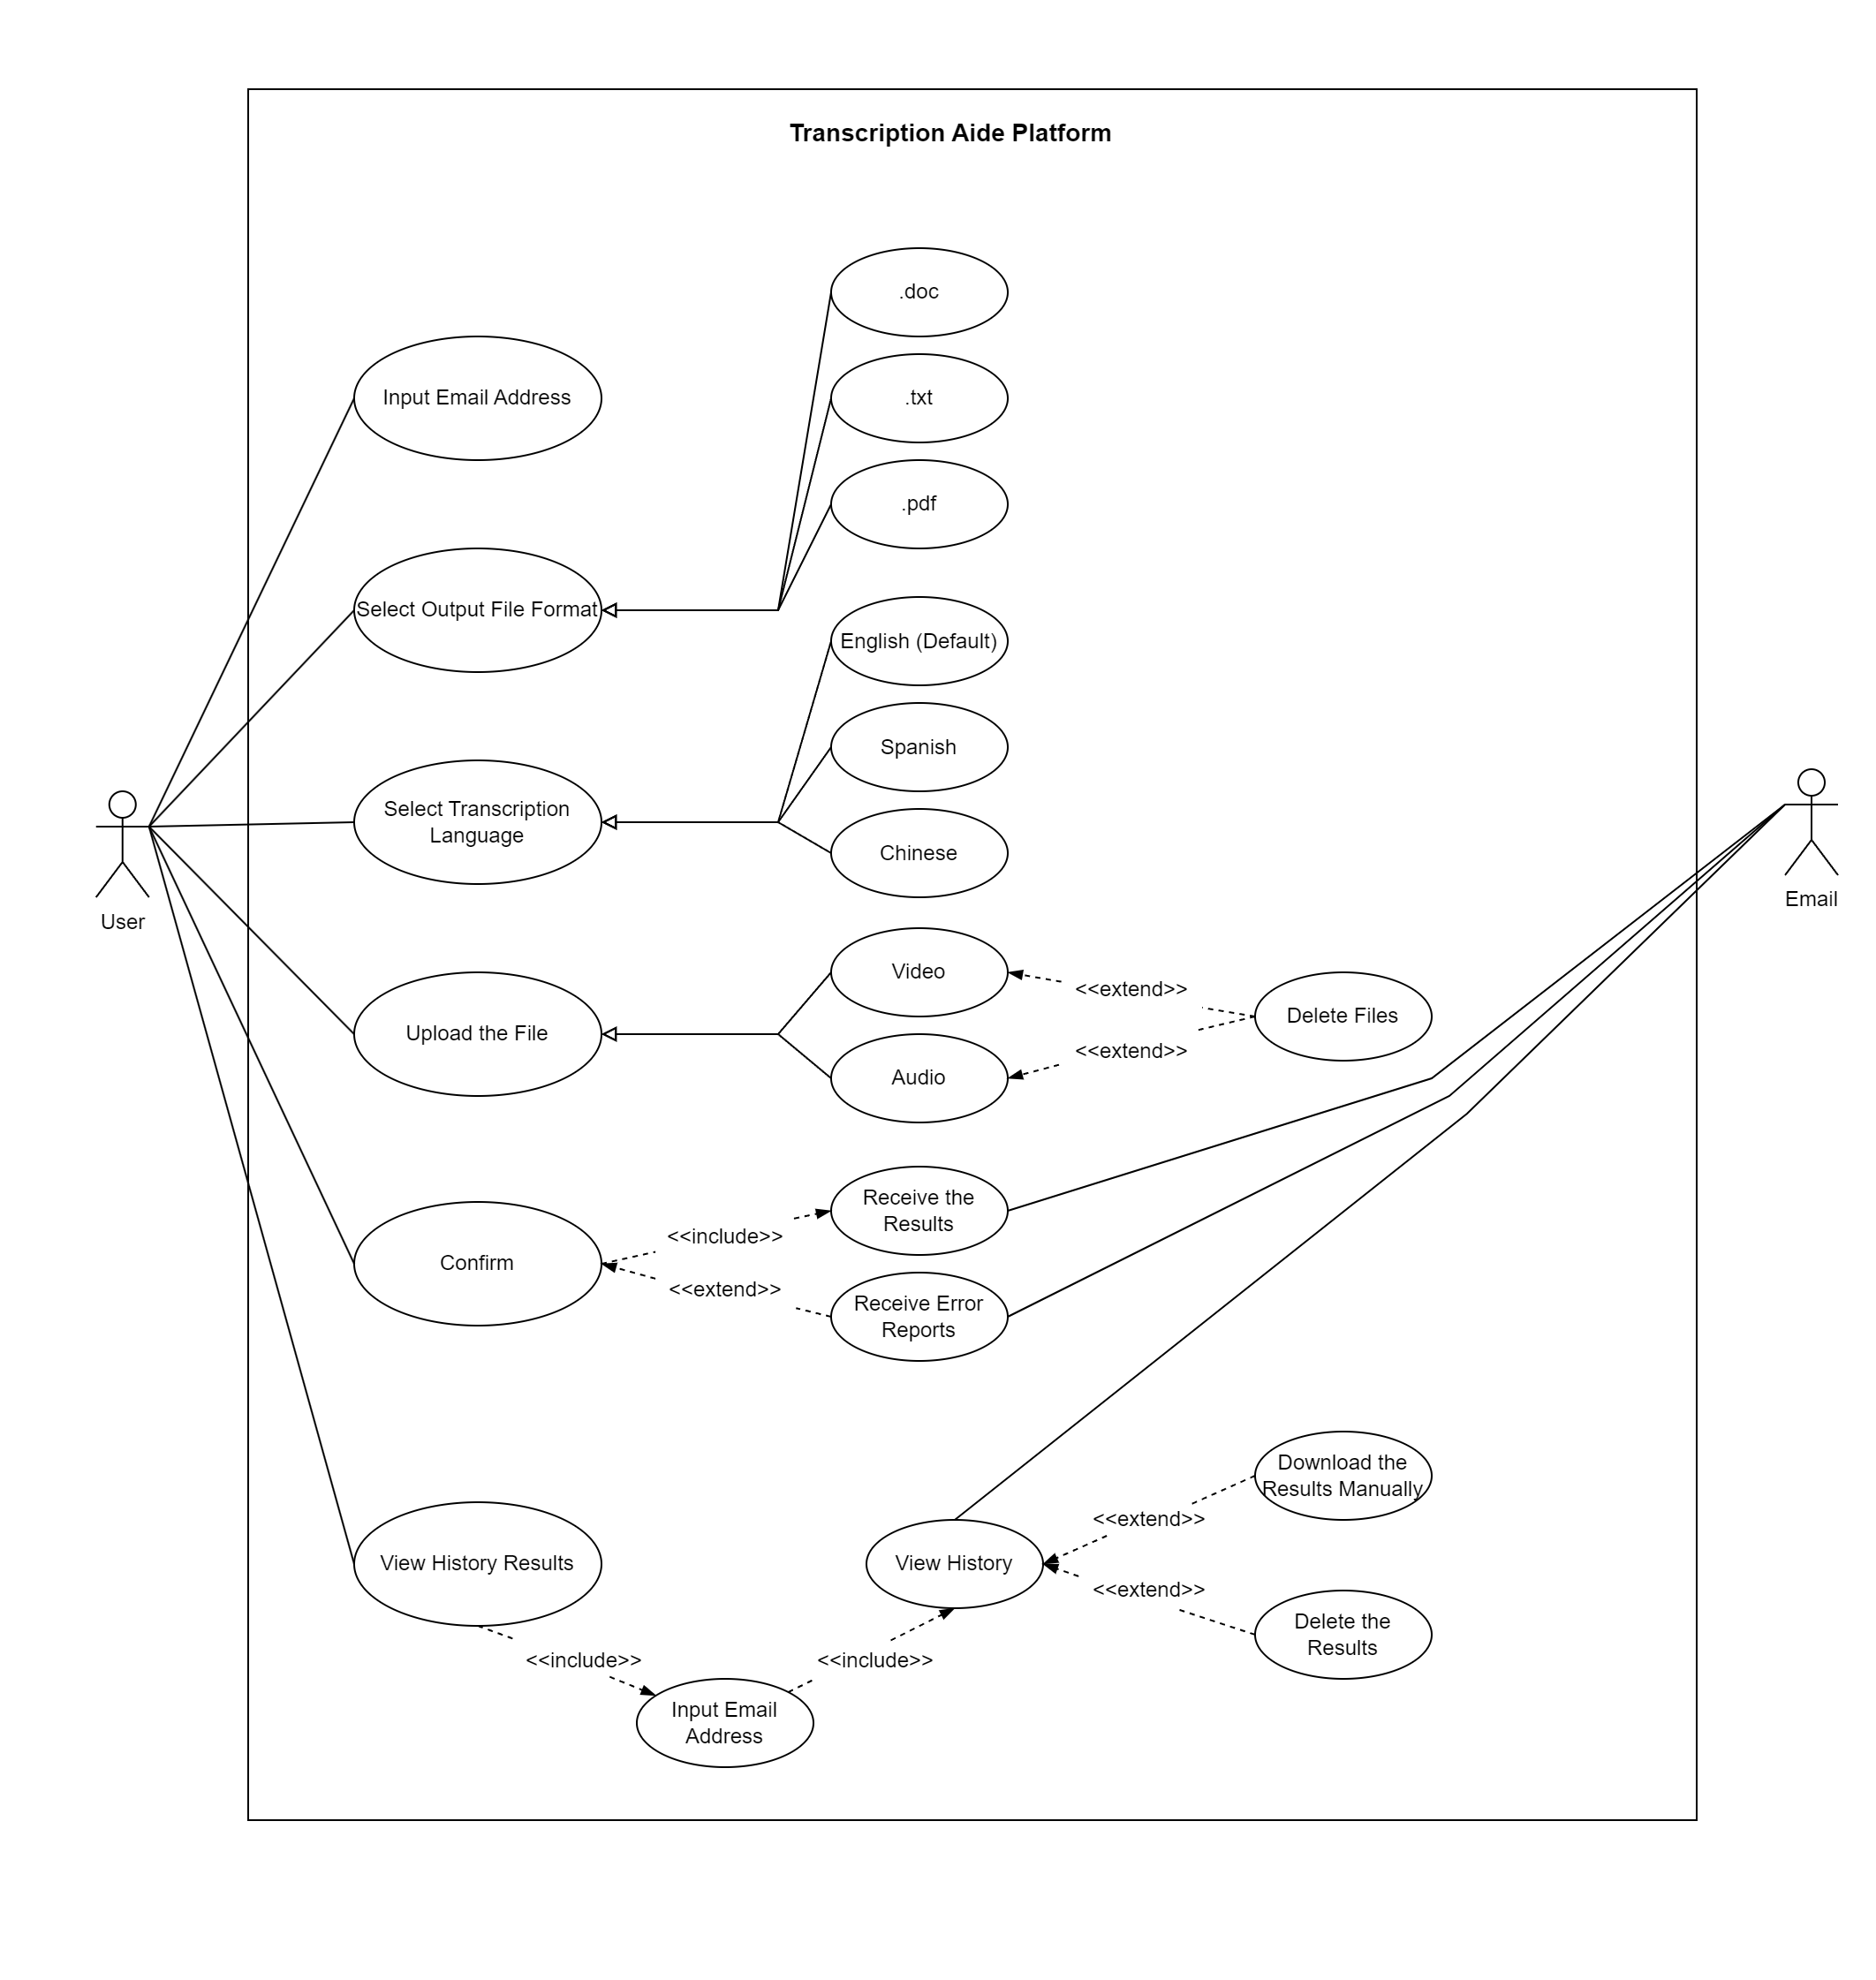 Transcription Aide Platform
.doc
Input Email Address
.txt
.pdf
Select Output File Format
English (Default)
Spanish
Select Transcription
Language
Chinese
User
Email
Video
<<extend>>
Delete Files
Upload the File
<<extend>>
Audio
Receive the
Results
<<include>>
Confirm
<<extend>>
Receive Error
Reports
Download the
Results Manually
<<extend>>
View History Results
View History
<<extend>>
Delete the
Results
<<include>>
<<include>>
Input Email
Address